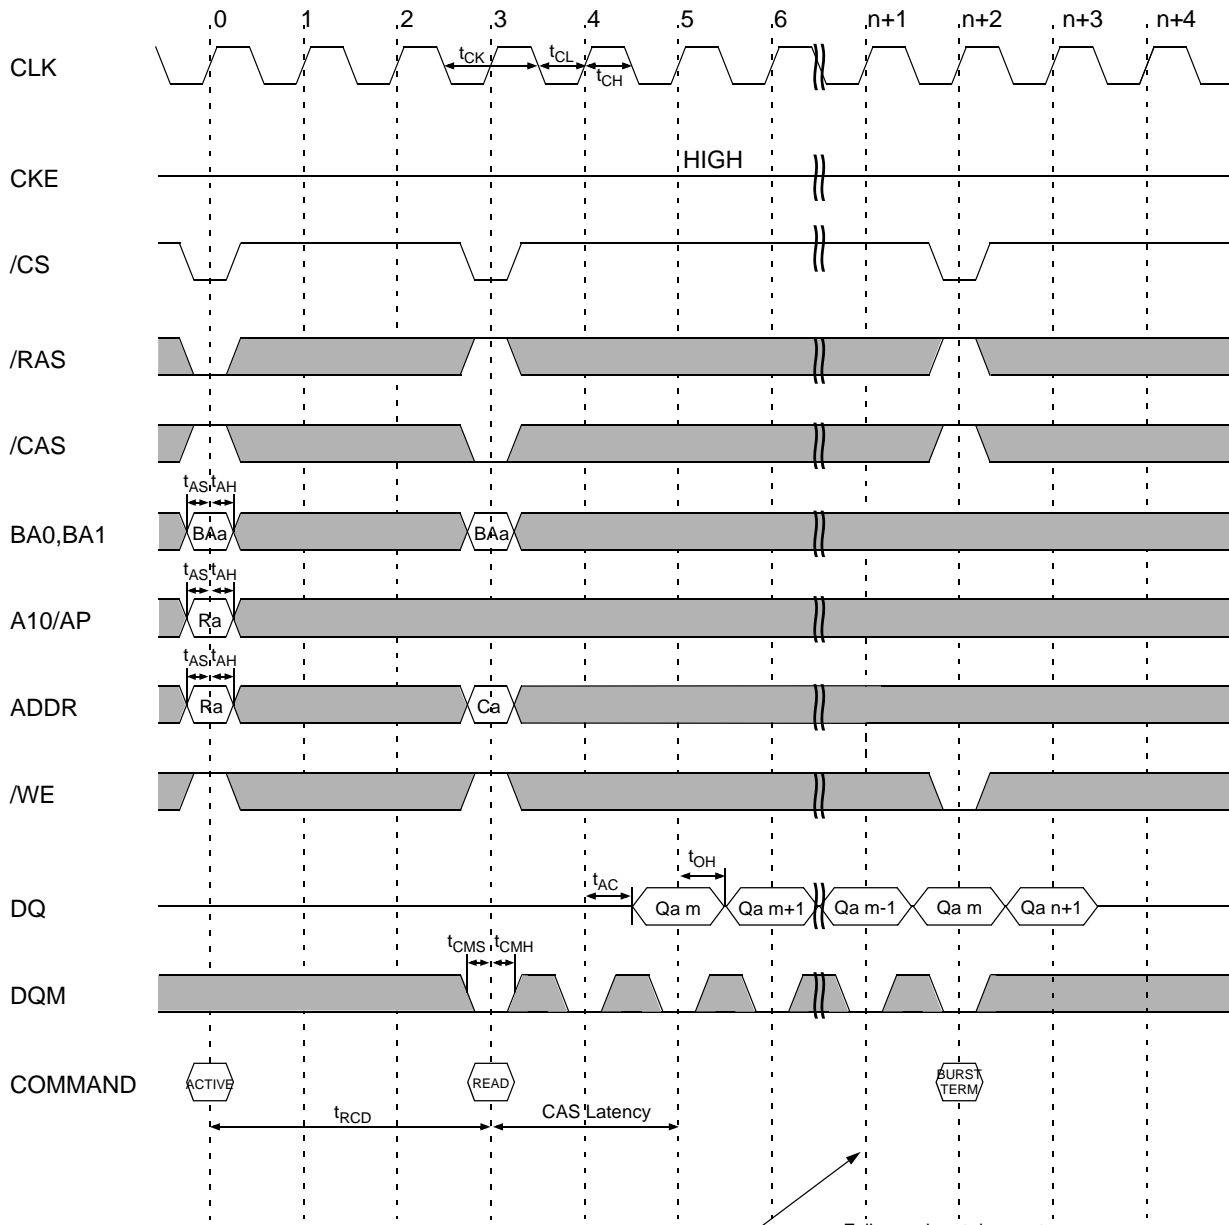 0 1 2 3 4 5 6 n+1 n+2 n+3 n+4
CLK tCK tCL tCH
CKE HIGH
/CS
/RAS
/CAS
tAS tAH
BA0,BA1 BAa BAa
tAS tAH
A10/AP Ra
tAS tAH
ADDR Ra Ca
/WE
tOH
tAC
DQ Qa m Qa m+1 Qa m-1 Qa m Qa n+1
tCMS tCMH
DQM
COMMAND ACTIVE READ BURST TERM
tRCD CAS Latency